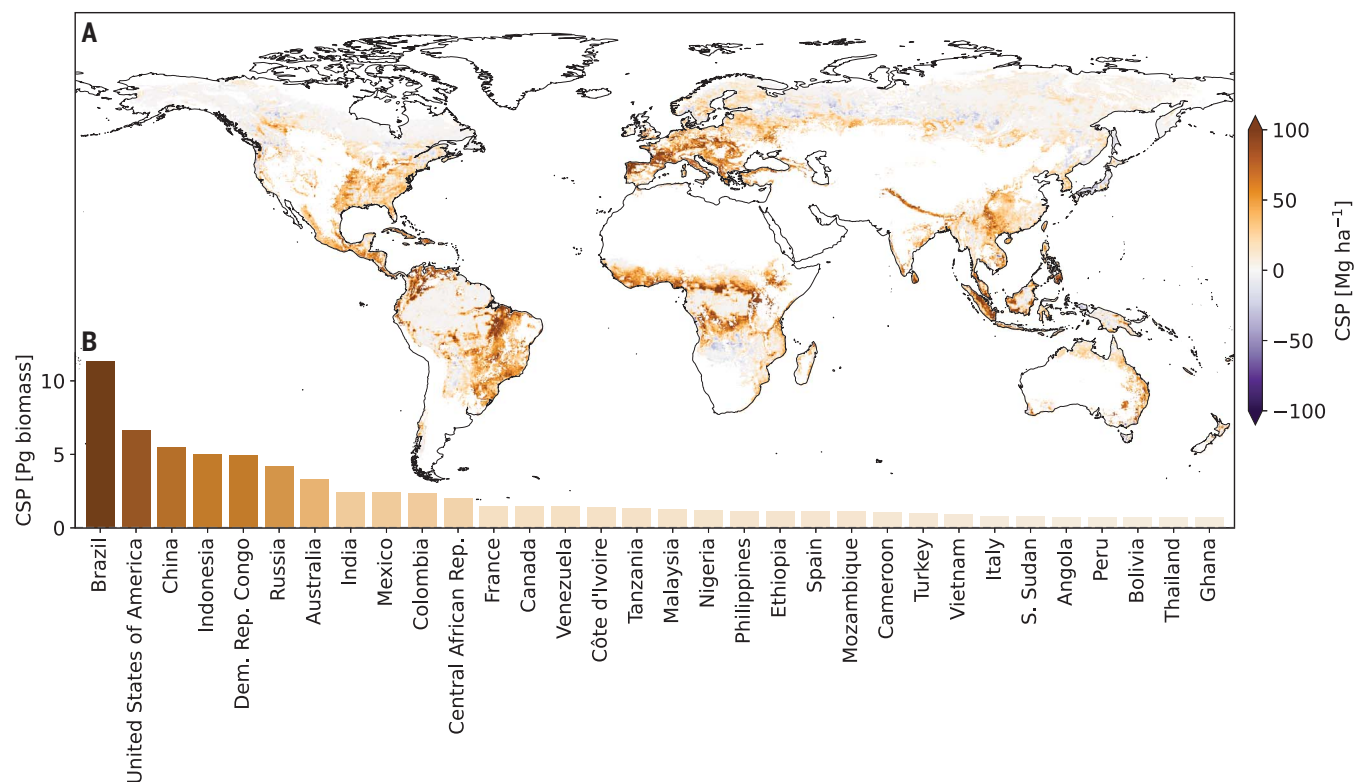 A
100
50
0
−50
−100
CSP [Mg ha⁻¹]
B
CSP [Pg biomass]
10
5
0
Brazil
United States of America
China
Indonesia
Dem. Rep. Congo
Russia
Australia
India
Mexico
Colombia
Central African Rep.
France
Canada
Venezuela
Côte d'Ivoire
Tanzania
Malaysia
Nigeria
Philippines
Ethiopia
Spain
Mozambique
Cameroon
Turkey
Vietnam
Italy
S. Sudan
Angola
Peru
Bolivia
Thailand
Ghana